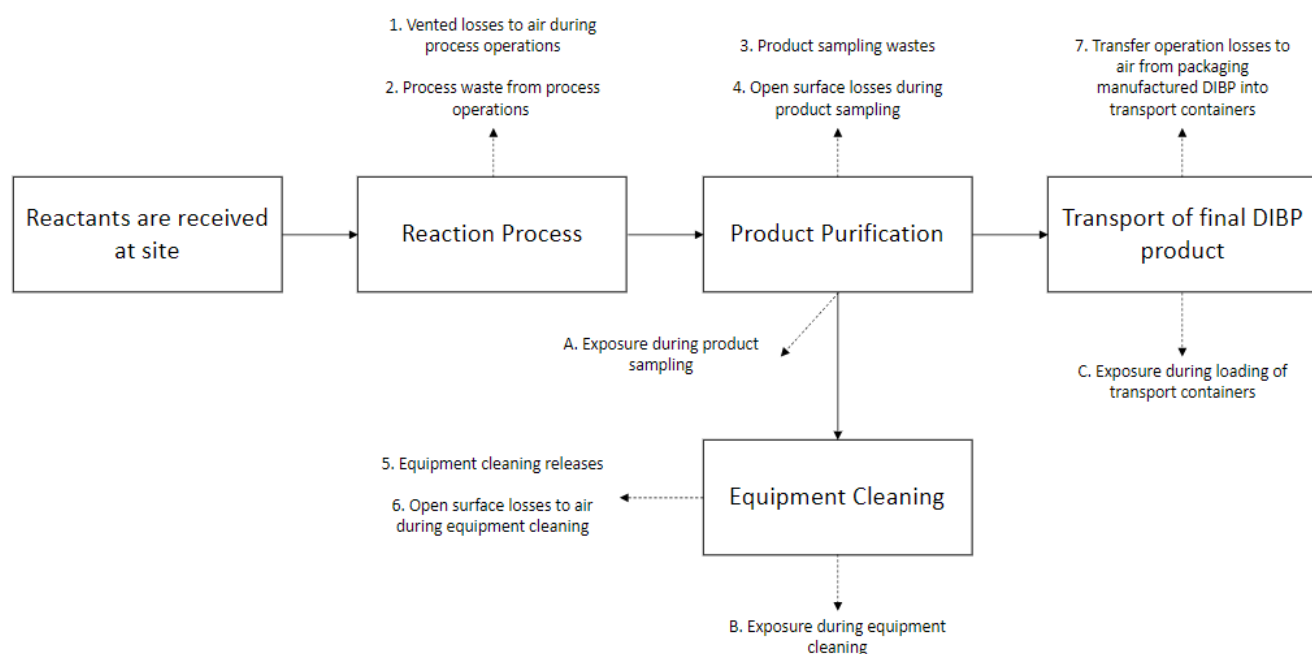 1. Vented losses to air during
process operations
2. Process waste from process
operations
3. Product sampling wastes
4. Open surface losses during
product sampling
7. Transfer operation losses to
air from packaging
manufactured DIBP into
transport containers
Reactants are received
at site
Reaction Process
Product Purification
Transport of final DIBP
product
A. Exposure during product
sampling
C. Exposure during loading of
transport containers
5. Equipment cleaning releases
6. Open surface losses to air
during equipment cleaning
Equipment Cleaning
B. Exposure during equipment
cleaning